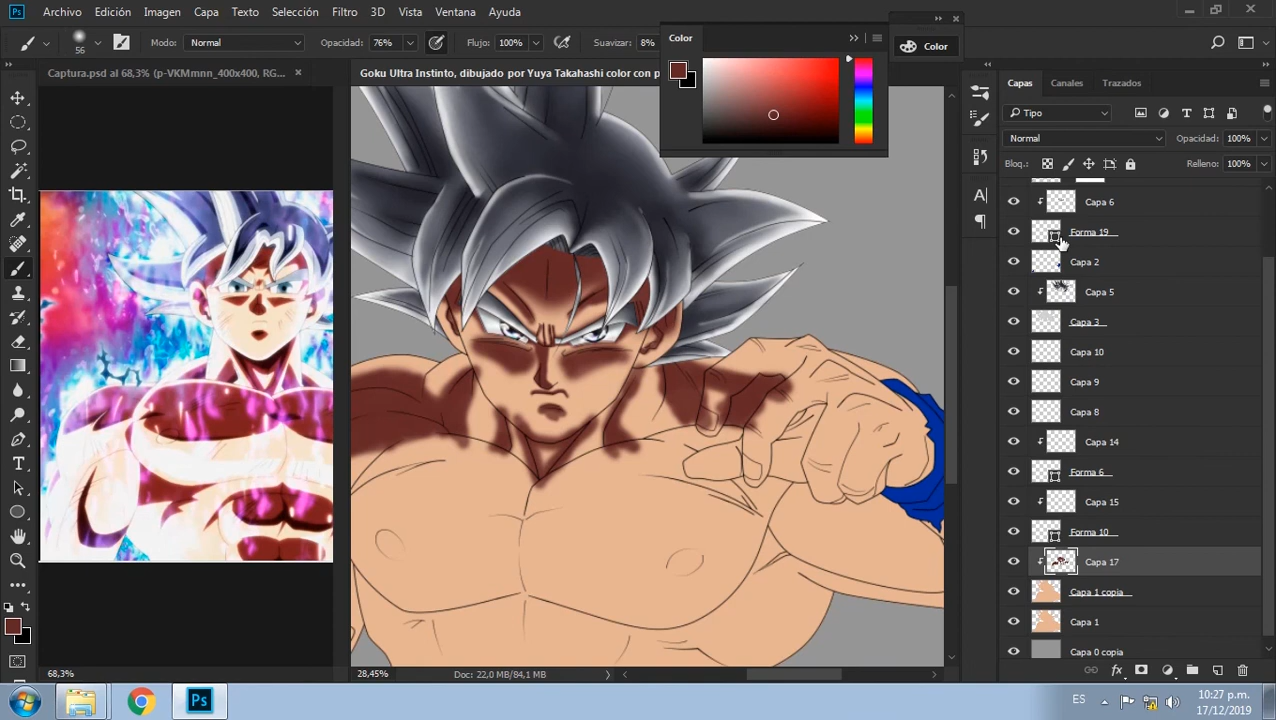 Ps Archivo Edición Imagen Capa Texto Selección Filtro 3D Vista Ventana Ayuda
56 Modo: Normal Opacidad: 76% Flujo: 100% Suavizar: 8%
Color
Color
Captura.psd al 68,3% (p-VKMmnn_400x400, RG...
Goku Ultra Instinto, dibujado por Yuya Takahashi color con p
Capas Canales Trazados
Tipo
Normal Opacidad: 100%
Bloq.: Relleno: 100%
Capa 6
Forma 19
Capa 2
Capa 5
Capa 3
Capa 10
Capa 9
Capa 8
Capa 14
Forma 6
Capa 15
Forma 10
Capa 17
Capa 1 copia
Capa 1
Capa 0 copia
68,3%
28,45% Doc: 22,0 MB/84,1 MB
fx
Ps
ES
10:27 p.m.
17/12/2019